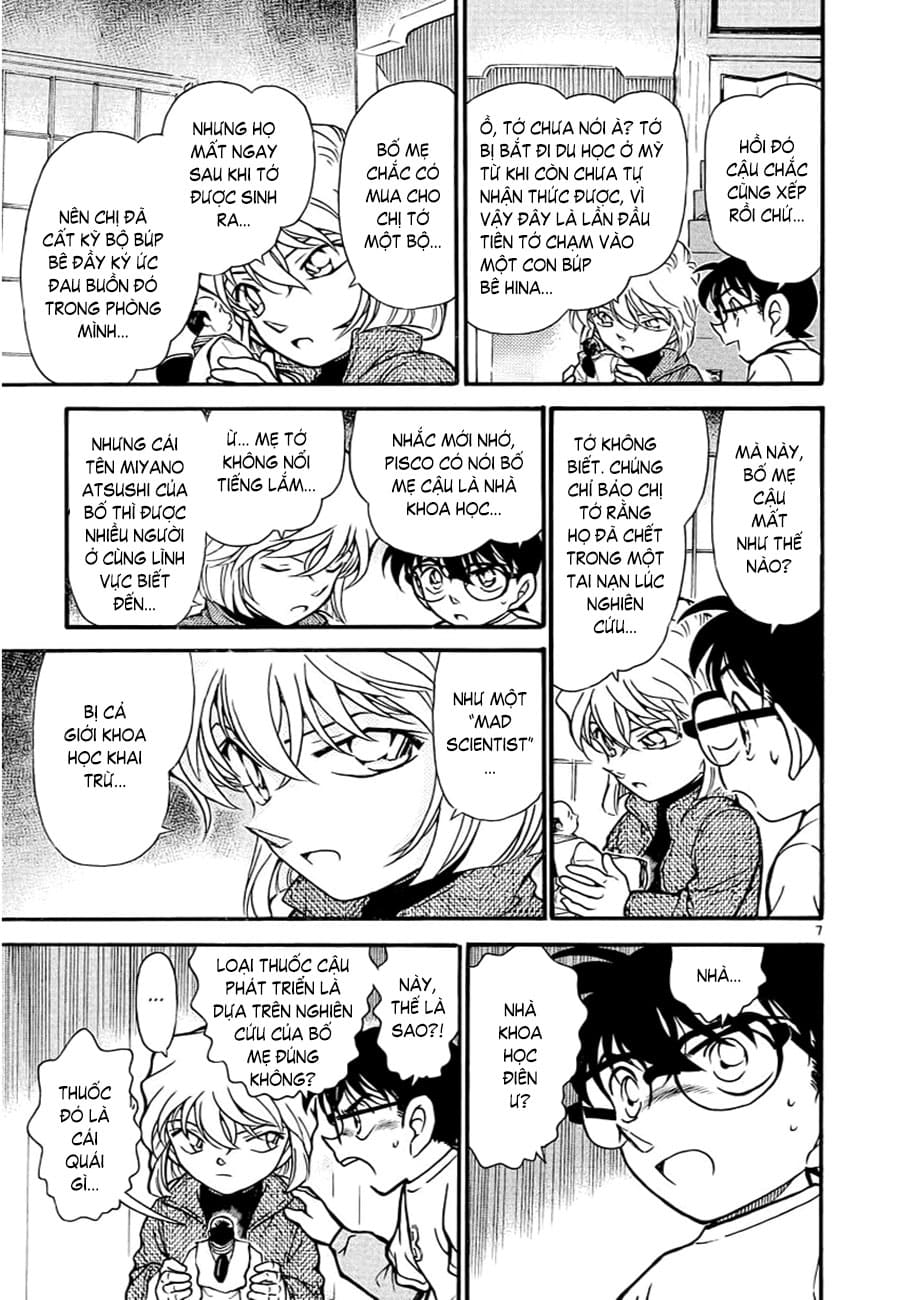 HỒI ĐÓ
CẬU CHẮC
CŨNG XẾP
RỒI CHỨ...
Ồ, TỚ CHƯA NÓI À? TỚ
BỊ BẮT ĐI DU HỌC Ở MỸ
TỪ KHI CÒN CHƯA TỰ
NHẬN THỨC ĐƯỢC, VÌ
VẬY ĐÂY LÀ LẦN ĐẦU
TIÊN TỚ CHẠM VÀO
MỘT CON BÚP
BÊ HINA...
BỐ MẸ
CHẮC CÓ
MUA CHO
CHỊ TỚ
MỘT BỘ...
NHƯNG HỌ
MẤT NGAY
SAU KHI TỚ
ĐƯỢC SINH
RA...
NÊN CHỊ ĐÃ
CẤT KỸ BỘ BÚP
BÊ ĐẦY KÝ ỨC
ĐAU BUỒN ĐÓ
TRONG PHÒNG
MÌNH...
MÀ NÀY,
BỐ MẸ
CẬU
MẤT
NHƯ THẾ
NÀO?
TỚ KHÔNG
BIẾT. CHÚNG
CHỈ BÁO CHỊ
TỚ RẰNG
HỌ ĐÃ CHẾT
TRONG MỘT
TAI NẠN LÚC
NGHIÊN
CỨU...
NHẮC MỚI NHỚ,
PISCO CÓ NÓI BỐ
MẸ CẬU LÀ NHÀ
KHOA HỌC...
Ừ... MẸ TỚ
KHÔNG NỔI
TIẾNG LẮM...
NHƯNG CÁI
TÊN MIYANO
ATSUSHI CỦA
BỐ THÌ ĐƯỢC
NHIỀU NGƯỜI
Ở CÙNG LĨNH
VỰC BIẾT
ĐẾN...
NHƯ MỘT
“MAD
SCIENTIST”
...
BỊ CẢ
GIỚI KHOA
HỌC KHAI
TRỪ...
7
NHÀ...
NHÀ
KHOA
HỌC
ĐIÊN
Ư?
NÀY,
THẾ LÀ
SAO?!
LOẠI THUỐC CẬU
PHÁT TRIỂN LÀ
DỰA TRÊN NGHIÊN
CỨU CỦA BỐ
MẸ ĐÚNG
KHÔNG?
...
THUỐC
ĐÓ LÀ
CÁI
QUÁI
GÌ...